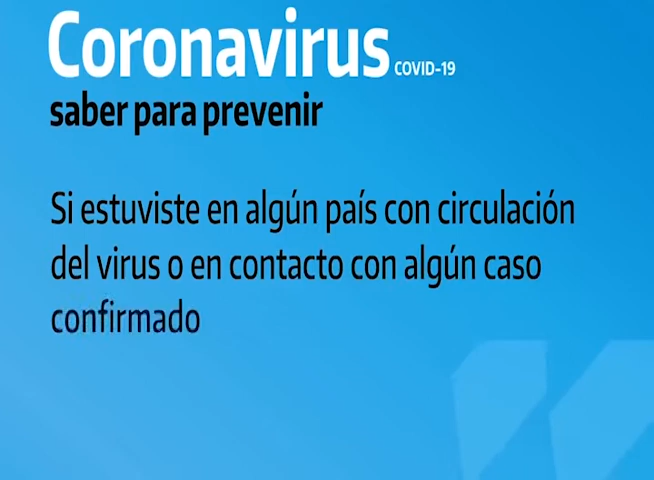 Coronavirus COVID-19
saber para prevenir
Si estuviste en algún país con circulación
del virus o en contacto con algún caso
confirmado